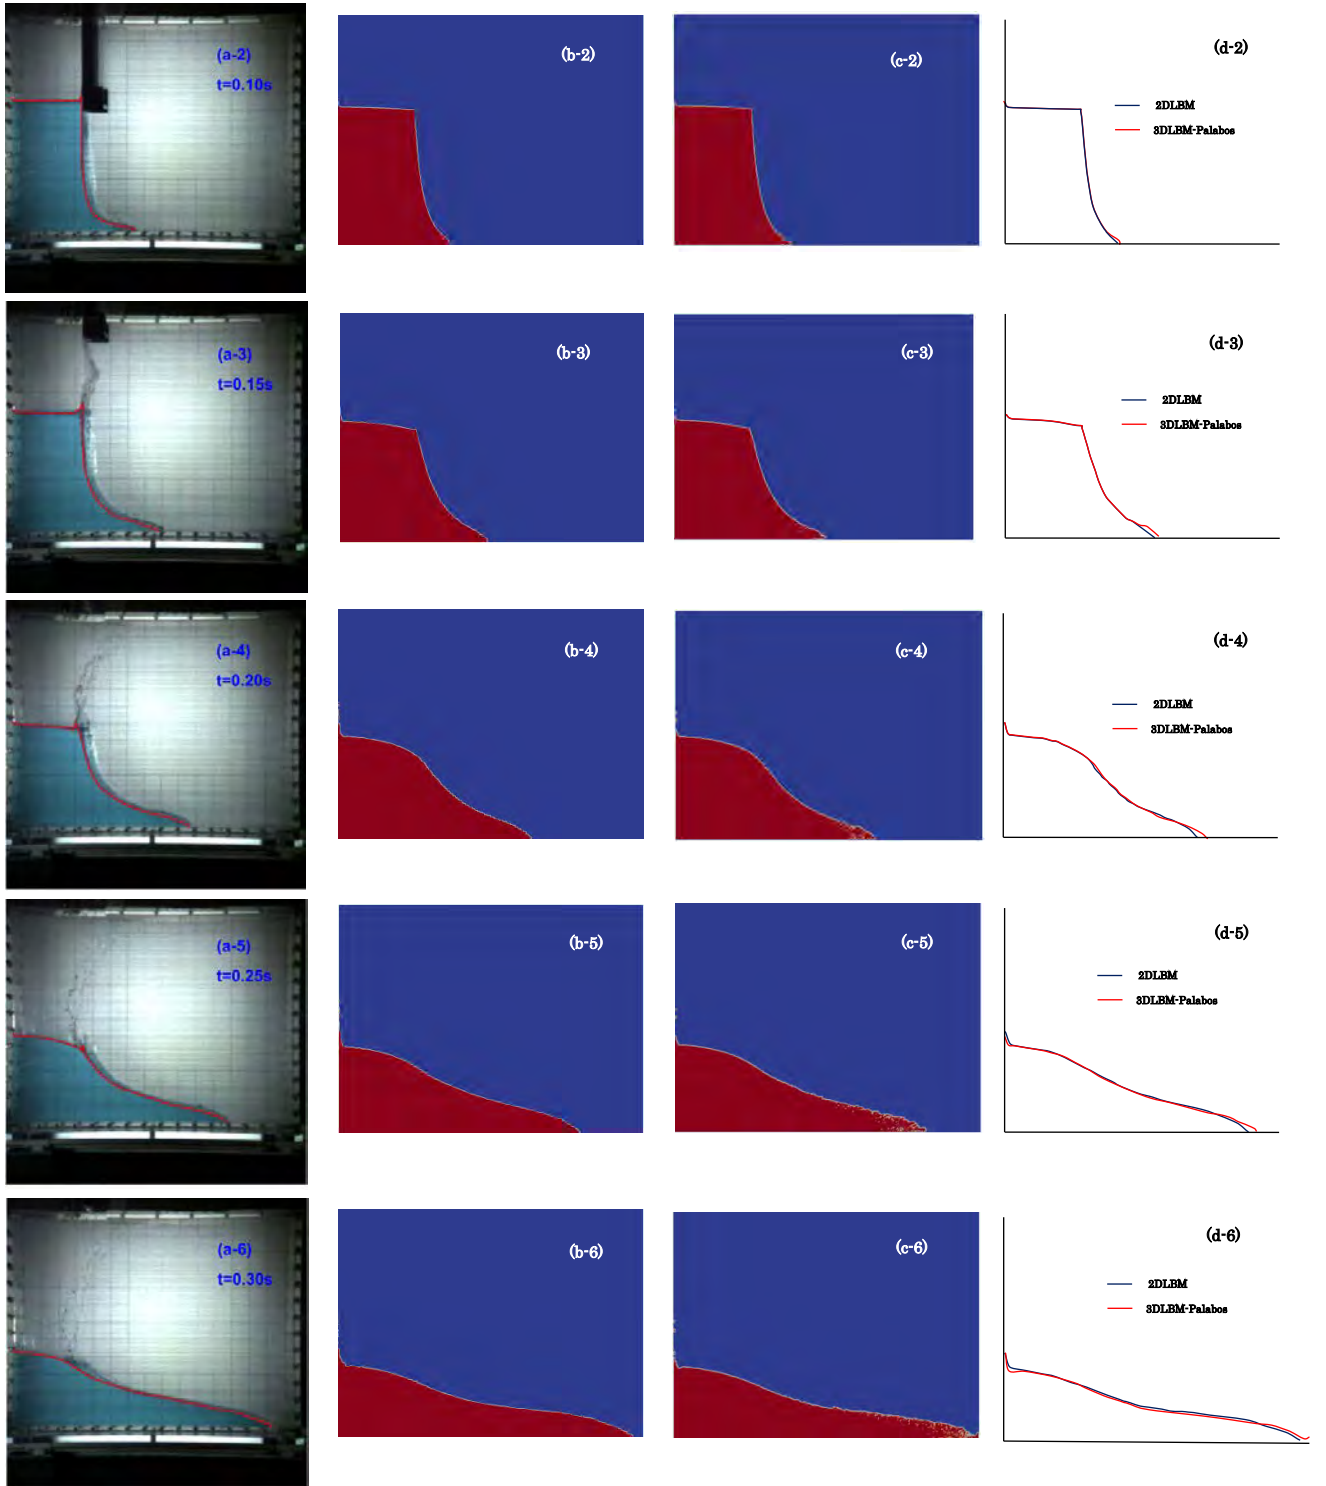 (a-2)
t=0.10s
(b-2)
(c-2)
(d-2)
2DLBM
3DLBM-Palabos
(a-3)
t=0.15s
(b-3)
(c-3)
(d-3)
2DLBM
3DLBM-Palabos
(a-4)
t=0.20s
(b-4)
(c-4)
(d-4)
2DLBM
3DLBM-Palabos
(a-5)
t=0.25s
(b-5)
(c-5)
(d-5)
2DLBM
3DLBM-Palabos
(a-6)
t=0.30s
(b-6)
(c-6)
(d-6)
2DLBM
3DLBM-Palabos